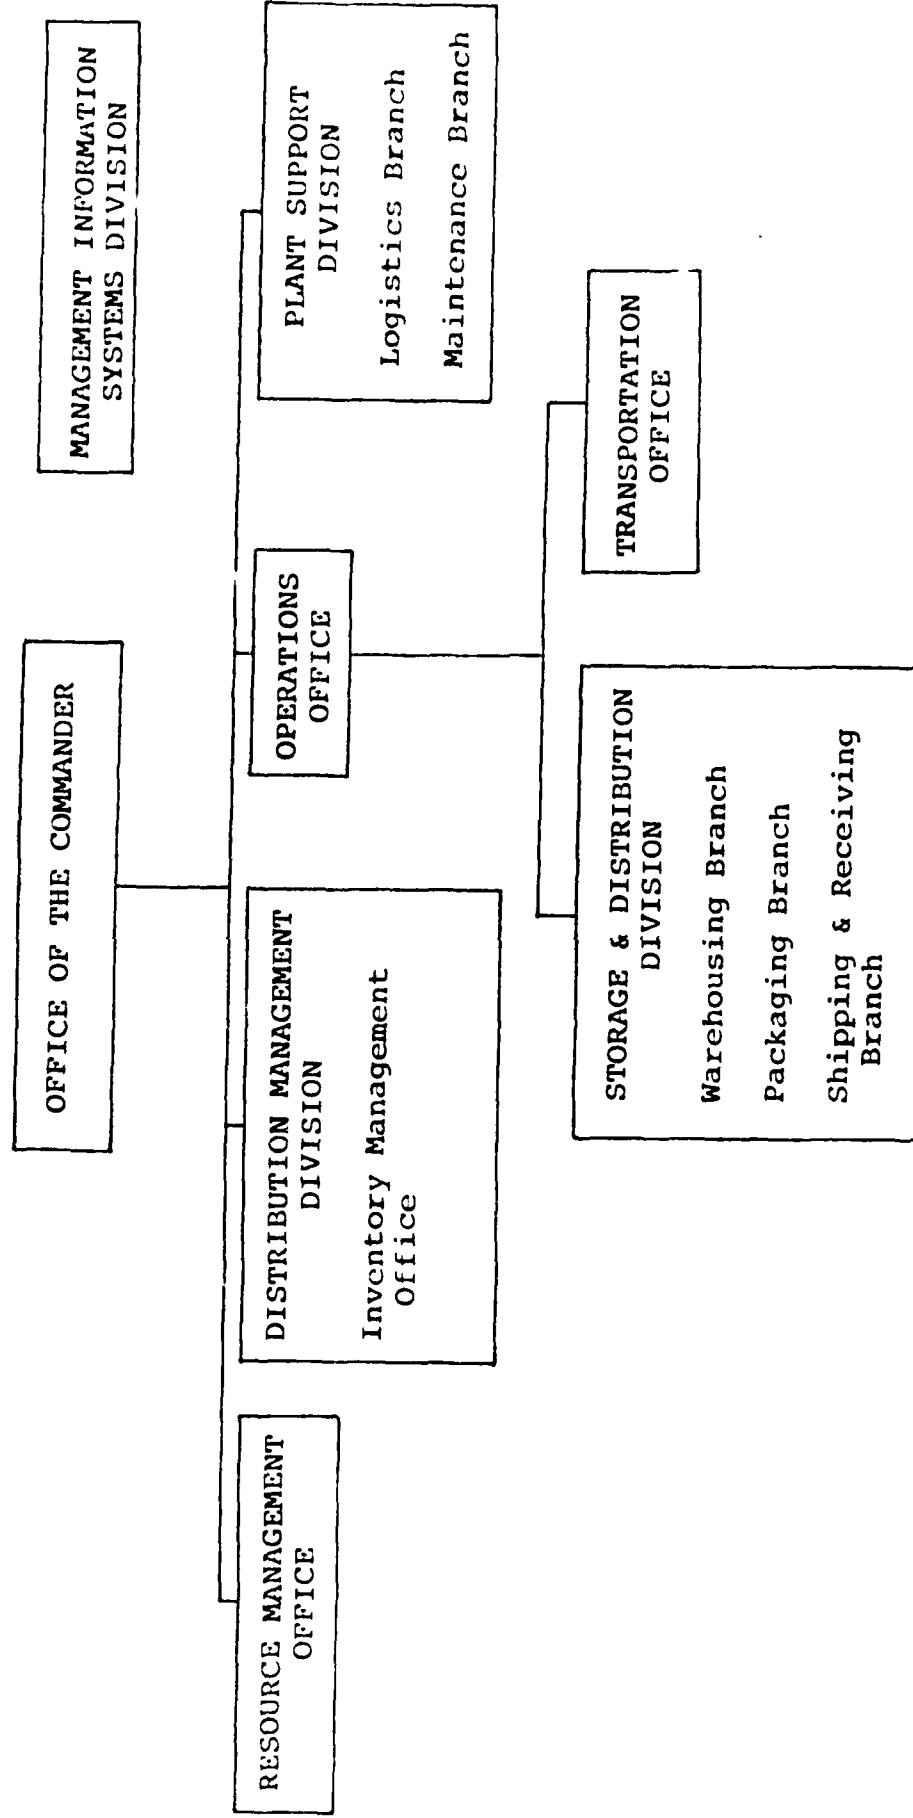 OFFICE OF THE COMMANDER
MANAGEMENT INFORMATION
SYSTEMS DIVISION
RESOURCE MANAGEMENT
OFFICE
DISTRIBUTION MANAGEMENT
DIVISION
Inventory Management
Office
OPERATIONS
OFFICE
PLANT SUPPORT
DIVISION
Logistics Branch
Maintenance Branch
STORAGE & DISTRIBUTION
DIVISION
Warehousing Branch
Packaging Branch
Shipping & Receiving
Branch
TRANSPORTATION
OFFICE